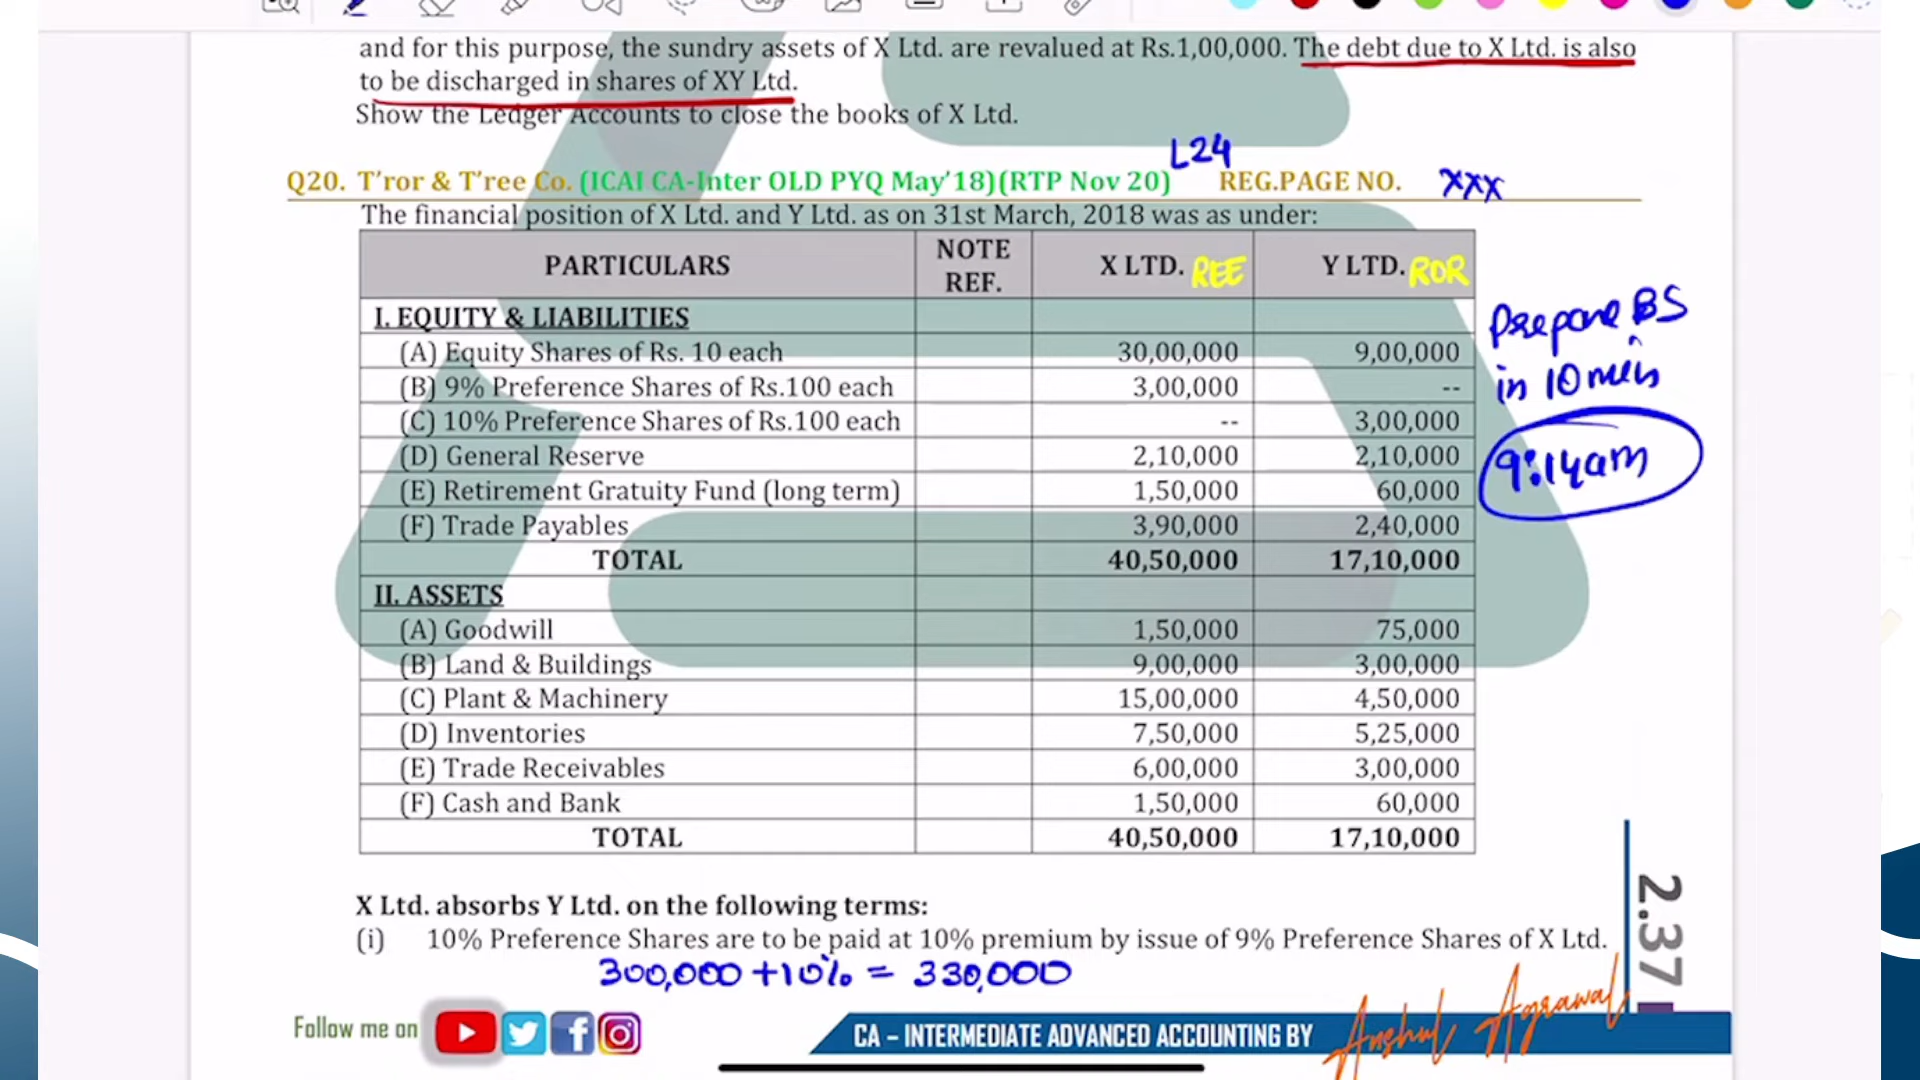 and for this purpose, the sundry assets of X Ltd. are revalued at Rs.1,00,000. The debt due to X Ltd. is also
to be discharged in shares of XY Ltd.
Show the Ledger Accounts to close the books of X Ltd.
L24
Q20. T'ror & T'ree Co. (ICAI CA-Inter OLD PYQ May'18)(RTP Nov 20) REG.PAGE NO. XXX
The financial position of X Ltd. and Y Ltd. as on 31st March, 2018 was as under:
PARTICULARS NOTE REF. X LTD. REE Y LTD. ROR
I. EQUITY & LIABILITIES
(A) Equity Shares of Rs. 10 each 30,00,000 9,00,000
(B) 9% Preference Shares of Rs.100 each 3,00,000 --
(C) 10% Preference Shares of Rs.100 each -- 3,00,000
(D) General Reserve 2,10,000 2,10,000
(E) Retirement Gratuity Fund (long term) 1,50,000 60,000
(F) Trade Payables 3,90,000 2,40,000
TOTAL 40,50,000 17,10,000
II. ASSETS
(A) Goodwill 1,50,000 75,000
(B) Land & Buildings 9,00,000 3,00,000
(C) Plant & Machinery 15,00,000 4,50,000
(D) Inventories 7,50,000 5,25,000
(E) Trade Receivables 6,00,000 3,00,000
(F) Cash and Bank 1,50,000 60,000
TOTAL 40,50,000 17,10,000
Prepare BS
in 10 min
9:14am
X Ltd. absorbs Y Ltd. on the following terms:
(i) 10% Preference Shares are to be paid at 10% premium by issue of 9% Preference Shares of X Ltd.
300,000 + 10% = 330,000
2.37
Follow me on
CA – INTERMEDIATE ADVANCED ACCOUNTING BY Anshul Agrawal